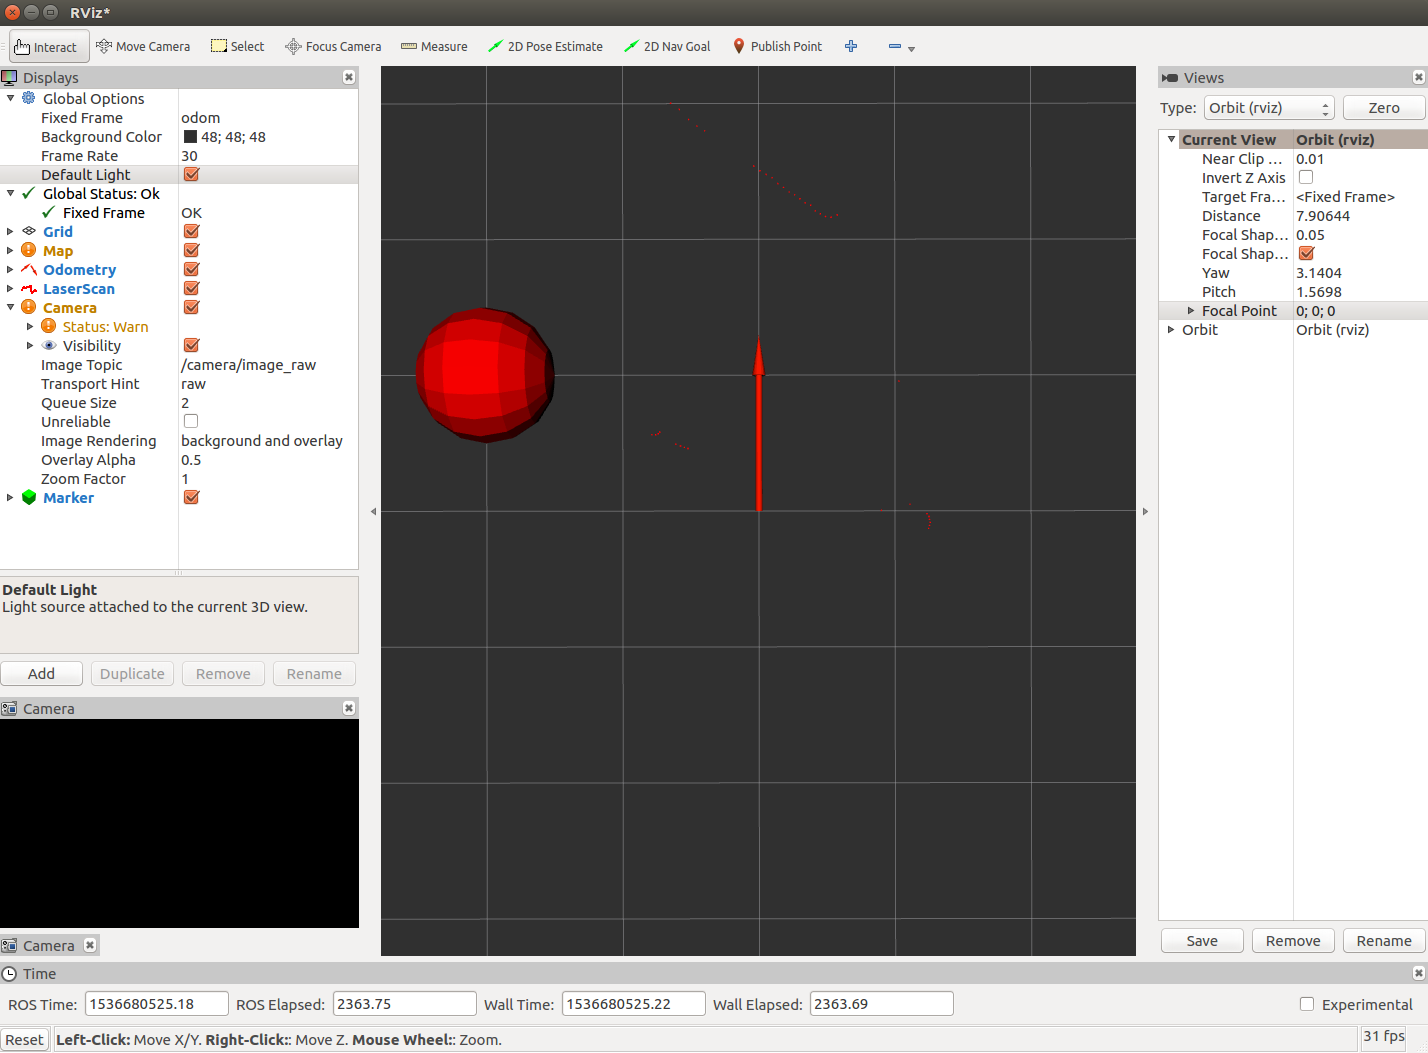 RViz*
Interact Move Camera Select Focus Camera Measure 2D Pose Estimate 2D Nav Goal Publish Point
Displays
Global Options
Fixed Frame odom
Background Color 48; 48; 48
Frame Rate 30
Default Light
Global Status: Ok
Fixed Frame OK
Grid
Map
Odometry
LaserScan
Camera
Status: Warn
Visibility
Image Topic /camera/image_raw
Transport Hint raw
Queue Size 2
Unreliable
Image Rendering background and overlay
Overlay Alpha 0.5
Zoom Factor 1
Marker
Default Light
Light source attached to the current 3D view.
Add Duplicate Remove Rename
Camera
Camera
Views
Type: Orbit (rviz) Zero
Current View Orbit (rviz)
Near Clip ... 0.01
Invert Z Axis
Target Fra... <Fixed Frame>
Distance 7.90644
Focal Shap... 0.05
Focal Shap...
Yaw 3.1404
Pitch 1.5698
Focal Point 0; 0; 0
Orbit Orbit (rviz)
Save Remove Rename
Time
ROS Time: 1536680525.18 ROS Elapsed: 2363.75 Wall Time: 1536680525.22 Wall Elapsed: 2363.69 Experimental
Reset Left-Click: Move X/Y. Right-Click:: Move Z. Mouse Wheel:: Zoom. 31 fps